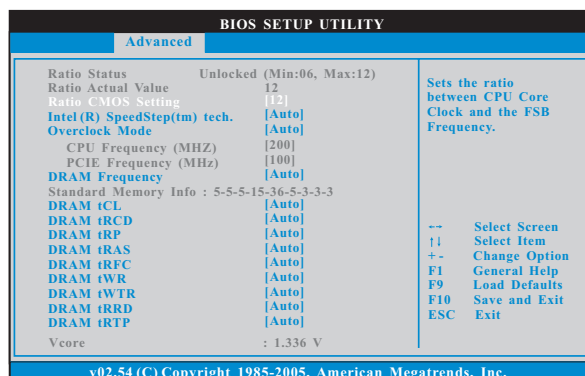 BIOS SETUP UTILITY
Advanced
Ratio Status Unlocked (Min:06, Max:12)
Ratio Actual Value 12
Ratio CMOS Setting [12]
Intel (R) SpeedStep(tm) tech. [Auto]
Overclock Mode [Auto]
CPU Frequency (MHZ) [200]
PCIE Frequency (MHz) [100]
DRAM Frequency [Auto]
Standard Memory Info : 5-5-5-15-36-5-3-3-3
DRAM tCL [Auto]
DRAM tRCD [Auto]
DRAM tRP [Auto]
DRAM tRAS [Auto]
DRAM tRFC [Auto]
DRAM tWR [Auto]
DRAM tWTR [Auto]
DRAM tRRD [Auto]
DRAM tRTP [Auto]
Vcore : 1.336 V
Sets the ratio
between CPU Core
Clock and the FSB
Frequency.
←→ Select Screen
↑↓ Select Item
+ - Change Option
F1 General Help
F9 Load Defaults
F10 Save and Exit
ESC Exit
v02.54 (C) Copyright 1985-2005, American Megatrends, Inc.